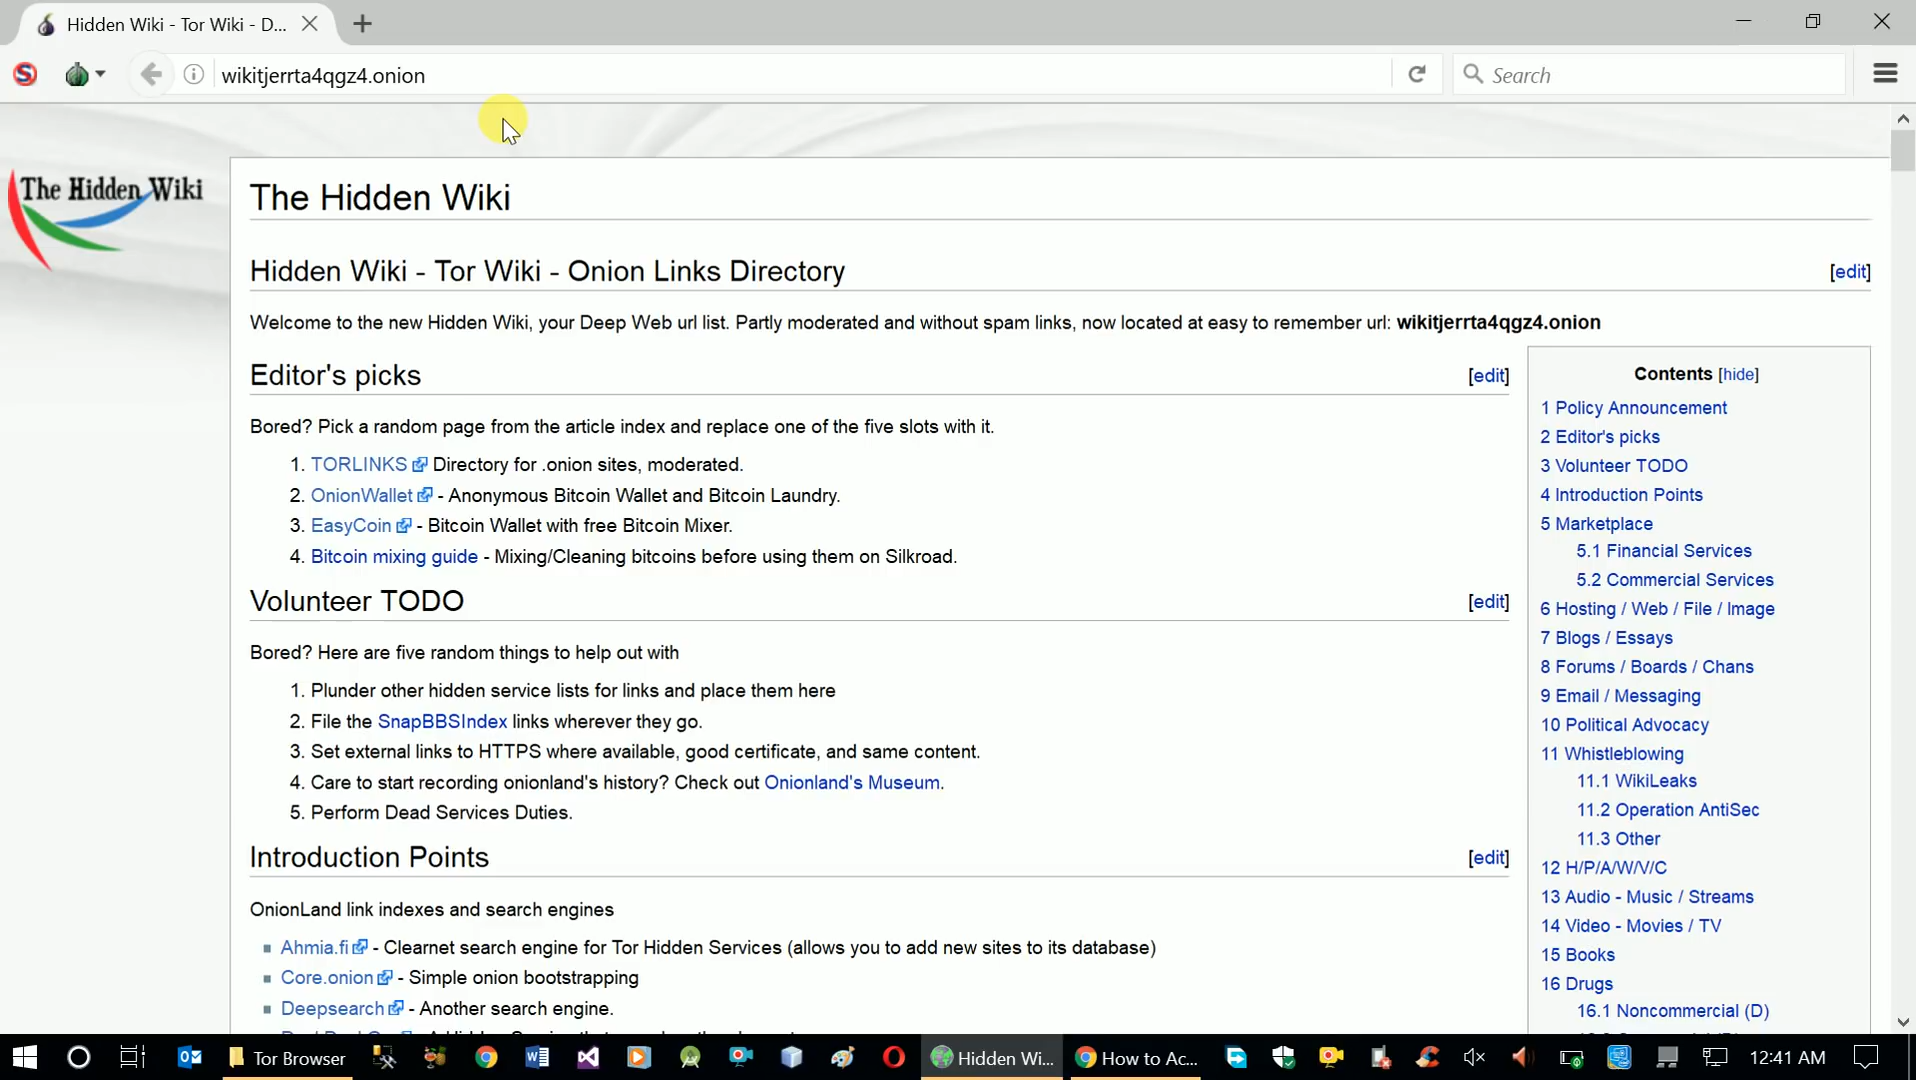 Hidden Wiki - Tor Wiki - D...
wikitjerrta4qgz4.onion
Search
The Hidden Wiki
The Hidden Wiki
Hidden Wiki - Tor Wiki - Onion Links Directory
[edit]
Welcome to the new Hidden Wiki, your Deep Web url list. Partly moderated and without spam links, now located at easy to remember url: wikitjerrta4qgz4.onion
Editor's picks
[edit]
Bored? Pick a random page from the article index and replace one of the five slots with it.
1. TORLINKS Directory for .onion sites, moderated.
2. OnionWallet - Anonymous Bitcoin Wallet and Bitcoin Laundry.
3. EasyCoin - Bitcoin Wallet with free Bitcoin Mixer.
4. Bitcoin mixing guide - Mixing/Cleaning bitcoins before using them on Silkroad.
Volunteer TODO
[edit]
Bored? Here are five random things to help out with
1. Plunder other hidden service lists for links and place them here
2. File the SnapBBSIndex links wherever they go.
3. Set external links to HTTPS where available, good certificate, and same content.
4. Care to start recording onionland's history? Check out Onionland's Museum.
5. Perform Dead Services Duties.
Introduction Points
[edit]
OnionLand link indexes and search engines
Ahmia.fi - Clearnet search engine for Tor Hidden Services (allows you to add new sites to its database)
Core.onion - Simple onion bootstrapping
Deepsearch - Another search engine.
Contents [hide]
1 Policy Announcement
2 Editor's picks
3 Volunteer TODO
4 Introduction Points
5 Marketplace
5.1 Financial Services
5.2 Commercial Services
6 Hosting / Web / File / Image
7 Blogs / Essays
8 Forums / Boards / Chans
9 Email / Messaging
10 Political Advocacy
11 Whistleblowing
11.1 WikiLeaks
11.2 Operation AntiSec
11.3 Other
12 H/P/A/W/V/C
13 Audio - Music / Streams
14 Video - Movies / TV
15 Books
16 Drugs
16.1 Noncommercial (D)
Tor Browser
Hidden Wi...
How to Ac...
12:41 AM